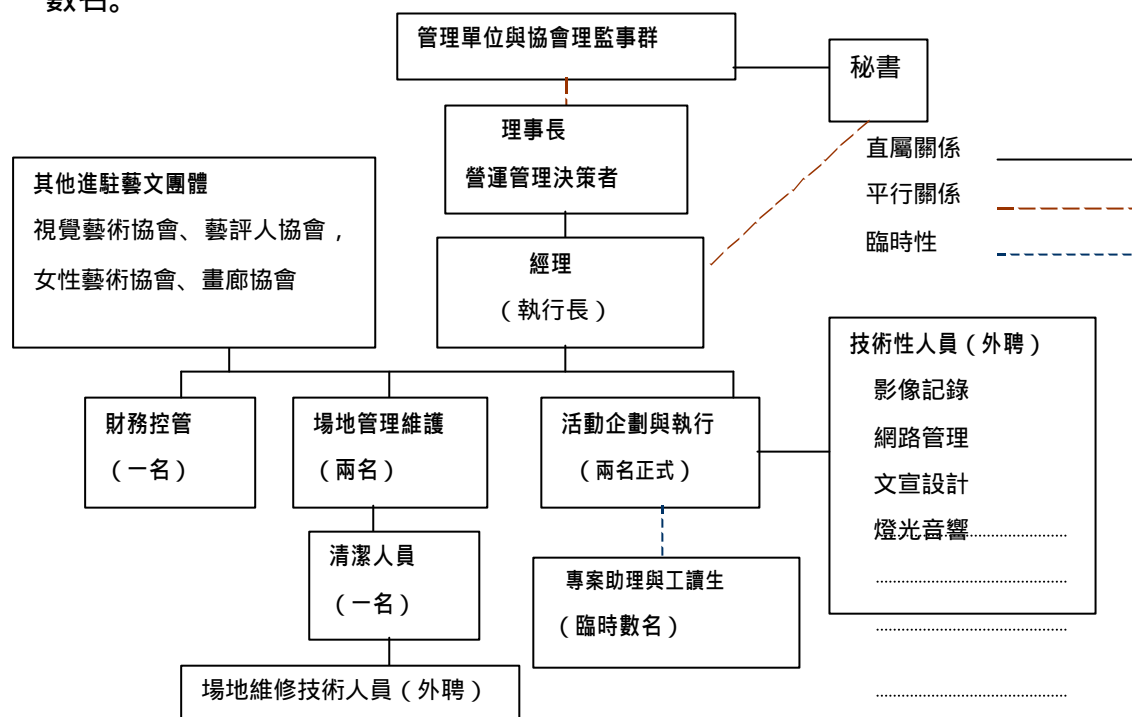 數名。
管理單位與協會理監事群
秘書
理事長
營運管理決策者
直屬關係
平行關係
臨時性
其他進駐藝文團體
視覺藝術協會、藝評人協會，
女性藝術協會、畫廊協會
經理
（執行長）
技術性人員（外聘）
影像記錄
網路管理
文宣設計
燈光音響
財務控管
（一名）
場地管理維護
（兩名）
活動企劃與執行
（兩名正式）
清潔人員
（一名）
專案助理與工讀生
（臨時數名）
場地維修技術人員（外聘）